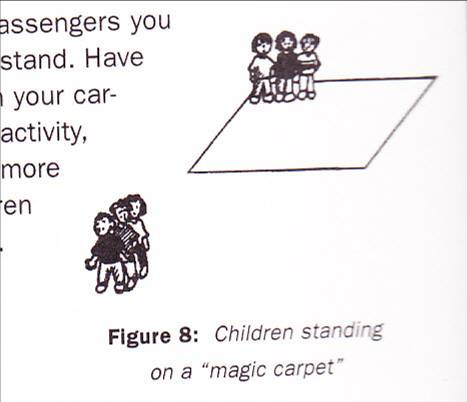 assengers you
stand. Have
your car-
activity,
more
ren
.
Figure 8: Children standing
on a “magic carpet”